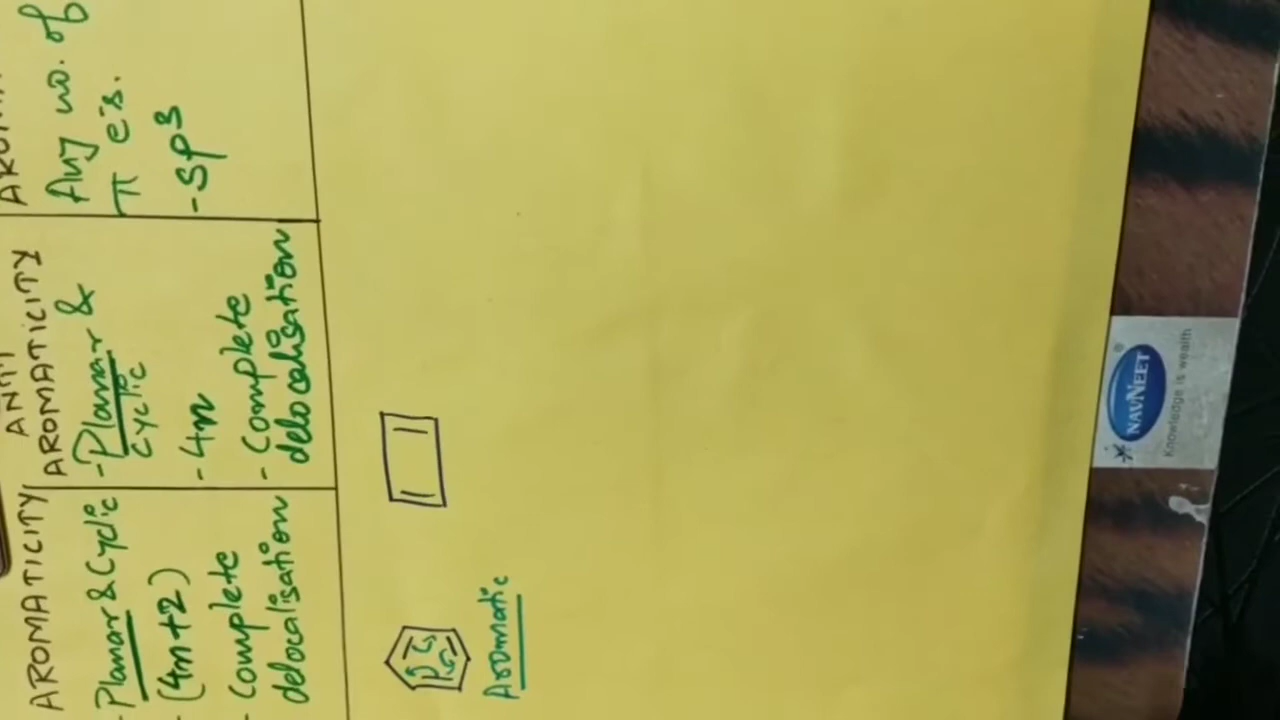 AROMATICITY
- Planar & Cyclic
- (4n+2)
- Complete
delocalisation
ANTI
AROMATICITY
- Planar &
cyclic
- 4n
- Complete
delocalisation
Any no. of
π e⁻s.
- sp³
Aromatic
NAVNEET
Knowledge is wealth